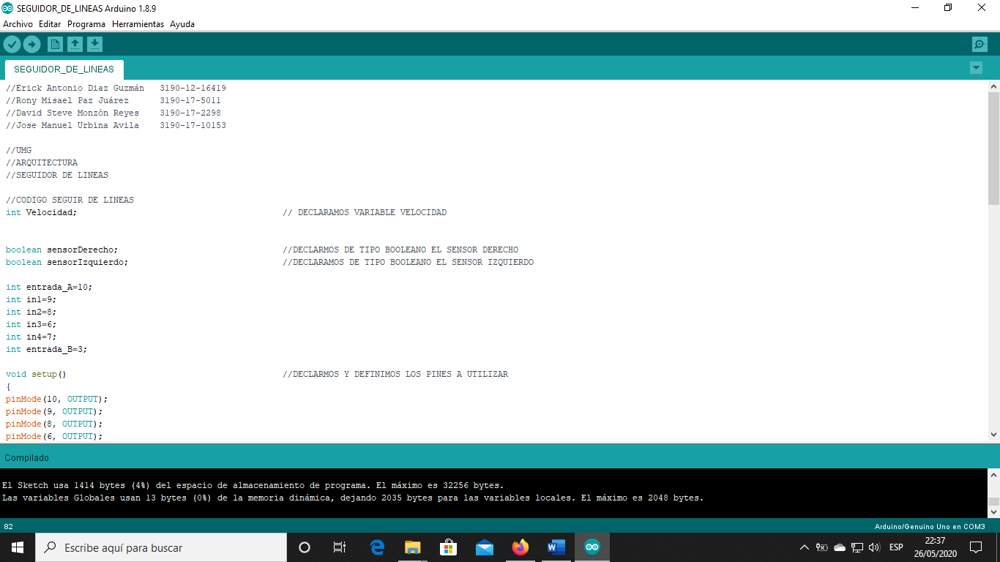 SEGUIDOR_DE_LINEAS Arduino 1.8.9
Archivo Editar Programa Herramientas Ayuda
SEGUIDOR_DE_LINEAS
//Erick Antonio Diaz Guzmán 3190-12-16419
//Rony Misael Paz Juárez 3190-17-5011
//David Steve Monzón Reyes 3190-17-2298
//Jose Manuel Urbina Avila 3190-17-10153
//UMG
//ARQUITECTURA
//SEGUIDOR DE LINEAS
//CODIGO SEGUIR DE LINEAS
int Velocidad; // DECLARAMOS VARIABLE VELOCIDAD
boolean sensorDerecho; //DECLARMOS DE TIPO BOOLEANO EL SENSOR DERECHO
boolean sensorIzquierdo; //DECLARAMOS DE TIPO BOOLEANO EL SENSOR IZQUIERDO
int entrada_A=10;
int in1=9;
int in2=8;
int in3=6;
int in4=7;
int entrada_B=3;
void setup() //DECLARMOS Y DEFINIMOS LOS PINES A UTILIZAR
{
pinMode(10, OUTPUT);
pinMode(9, OUTPUT);
pinMode(8, OUTPUT);
pinMode(6, OUTPUT);
Compilado
El Sketch usa 1414 bytes (4%) del espacio de almacenamiento de programa. El máximo es 32256 bytes.
Las variables Globales usan 13 bytes (0%) de la memoria dinámica, dejando 2035 bytes para las variables locales. El máximo es 2048 bytes.
82 Arduino/Genuino Uno en COM3
Escribe aquí para buscar
ESP
22:37
26/05/2020